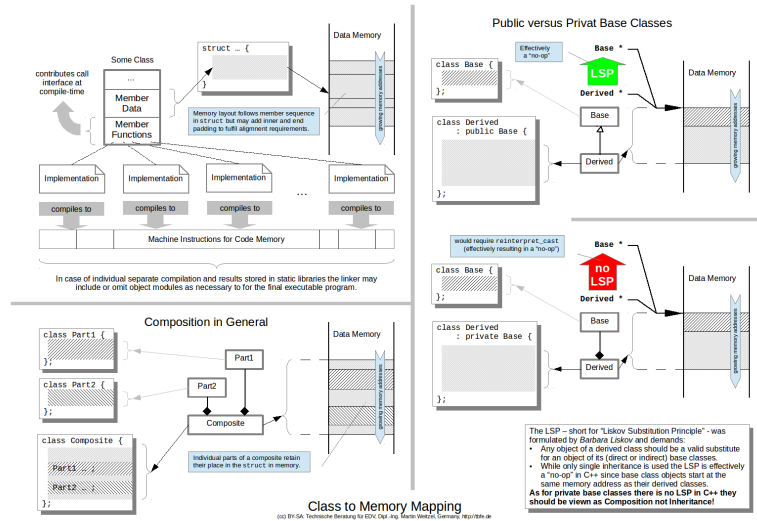 Some Class
...
Member
Data
Member
Functions
contributes call
interface at
compile-time
struct … {
}
Data Memory
growing memory addresses
Memory layout follows member sequence
in struct but may add inner and end
padding to fulfil alignment requirements.
Implementation
Implementation
Implementation
...
Implementation
compiles to
compiles to
compiles to
compiles to
Machine Instructions for Code Memory
In case of individual separate compilation and results stored in static libraries the linker may
include or omit object modules as necessary to for the final executable program.
Composition in General
class Part1 {
};
class Part2 {
};
class Composite {
Part1 … ;
Part2 … ;
};
Part1
Part2
Composite
Data Memory
growing memory addresses
Individual parts of a composite retain
their place in the struct in memory.
Public versus Privat Base Classes
Effectively
a "no-op"
class Base {
};
class Derived
: public Base {
};
Base *
LSP
Derived *
Base
Derived
Data Memory
growing memory addresses
would require reinterpret_cast
(effectively resulting in a "no-op")
class Base {
};
class Derived
: private Base {
};
Base *
no
LSP
Derived *
Base
Derived
Data Memory
growing memory addresses
The LSP – short for "Liskov Substitution Principle" - was
formulated by Barbara Liskov and demands:
• Any object of a derived class should be a valid substitute
for an object of its (direct or indirect) base classes.
• While only single inheritance is used the LSP is effectively
a "no-op" in C++ since base class objects start at the
same memory address as their derived classes.
As for private base classes there is no LSP in C++ they
should be viewn as Composition not Inheritance!
Class to Memory Mapping
(cc) BY-SA: Technische Beratung für EDV, Dipl.-Ing. Martin Weitzel, Germany, http://tbfe.de